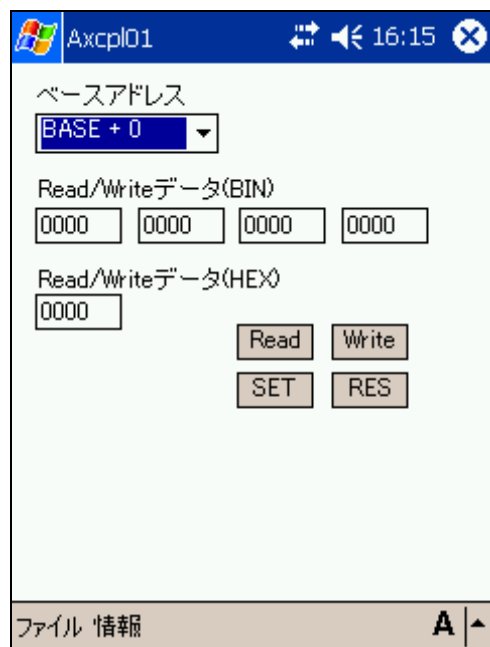 Axcpl01 16:15
ベースアドレス
BASE + 0
Read/Writeデータ(BIN)
0000 0000 0000 0000
Read/Writeデータ(HEX)
0000
Read Write
SET RES
ファイル 情報 A